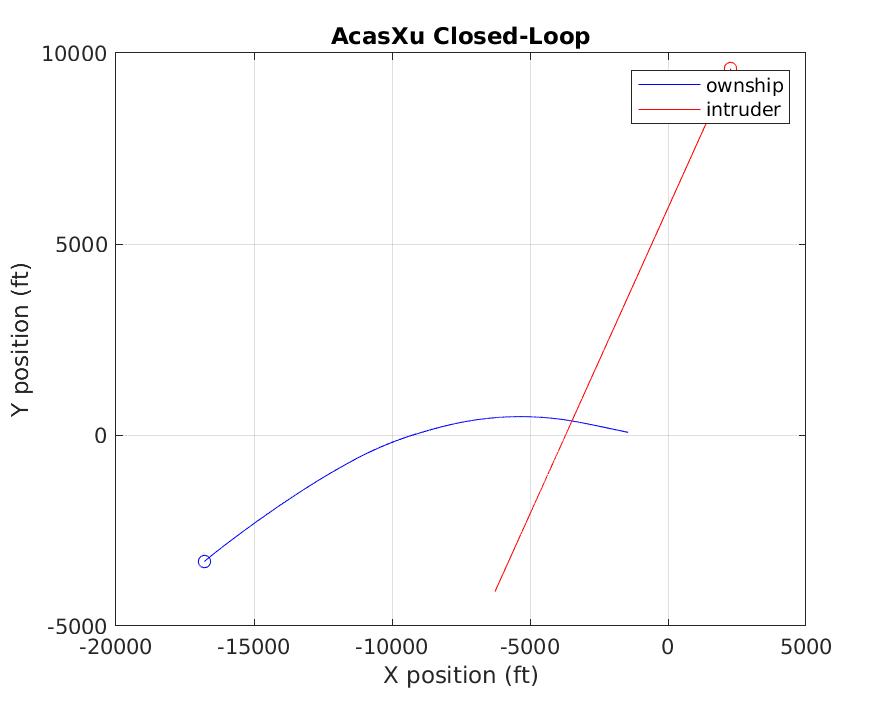 AcasXu Closed-Loop
10000
ownship
intruder
5000
Y position (ft)
0
-5000
-20000 -15000 -10000 -5000 0 5000
X position (ft)